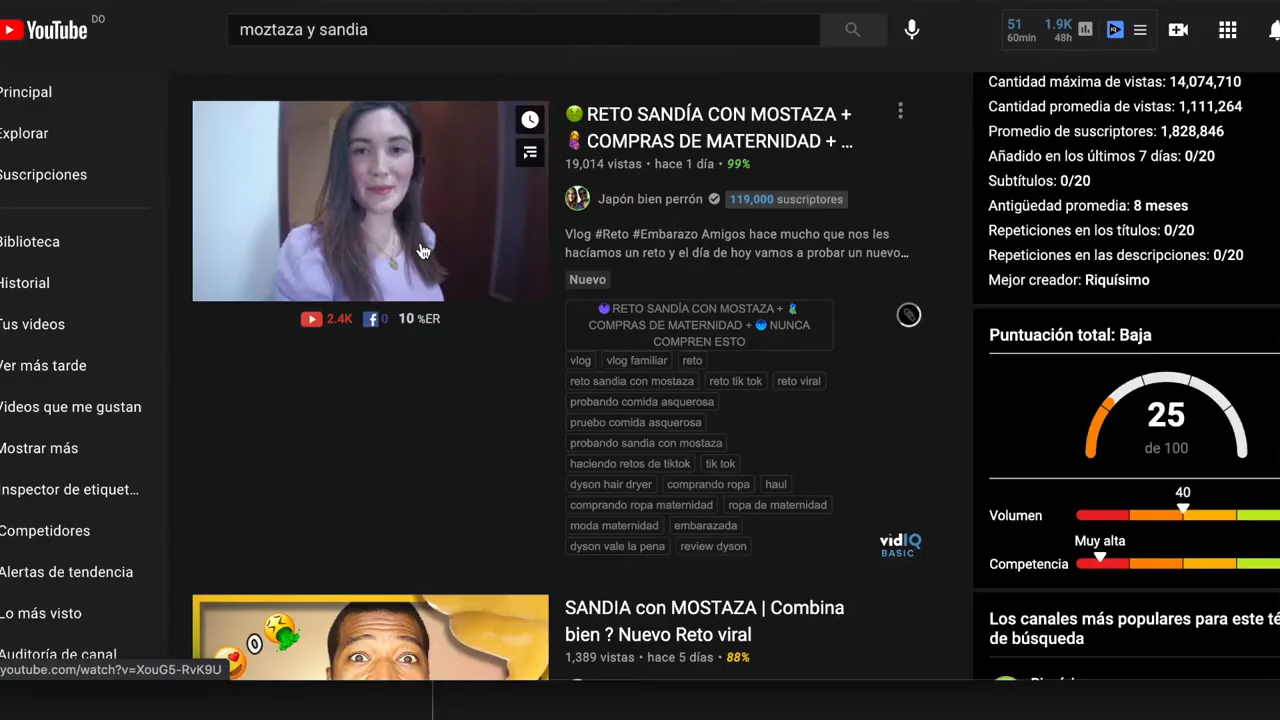 YouTube DO
moztaza y sandia
51 60min
1.9K 48h
Principal
Explorar
Suscripciones
Biblioteca
Historial
Tus videos
Ver más tarde
Videos que me gustan
Mostrar más
Inspector de etiquet...
Competidores
Alertas de tendencia
Lo más visto
Auditoría de canal
youtube.com/watch?v=XouG5-RvK9U
RETO SANDÍA CON MOSTAZA +
COMPRAS DE MATERNIDAD + ...
19,014 vistas • hace 1 día • 99%
Japón bien perrón 119,000 suscriptores
Vlog #Reto #Embarazo Amigos hace mucho que nos les
hacíamos un reto y el día de hoy vamos a probar un nuevo...
Nuevo
2.4K 0 10 %ER
RETO SANDÍA CON MOSTAZA +
COMPRAS DE MATERNIDAD + NUNCA
COMPREN ESTO
vlog vlog familiar reto
reto sandia con mostaza reto tik tok reto viral
probando comida asquerosa
pruebo comida asquerosa
probando sandia con mostaza
haciendo retos de tiktok tik tok
dyson hair dryer comprando ropa haul
comprando ropa maternidad ropa de maternidad
moda maternidad embarazada
dyson vale la pena review dyson
vidIQ
BASIC
SANDIA con MOSTAZA | Combina
bien ? Nuevo Reto viral
1,389 vistas • hace 5 días • 88%
Cantidad máxima de vistas: 14,074,710
Cantidad promedia de vistas: 1,111,264
Promedio de suscriptores: 1,828,846
Añadido en los últimos 7 días: 0/20
Subtítulos: 0/20
Antigüedad promedia: 8 meses
Repeticiones en los títulos: 0/20
Repeticiones en las descripciones: 0/20
Mejor creador: Riquísimo
Puntuación total: Baja
25
de 100
40
Volumen
Muy alta
Competencia
Los canales más populares para este té
de búsqueda